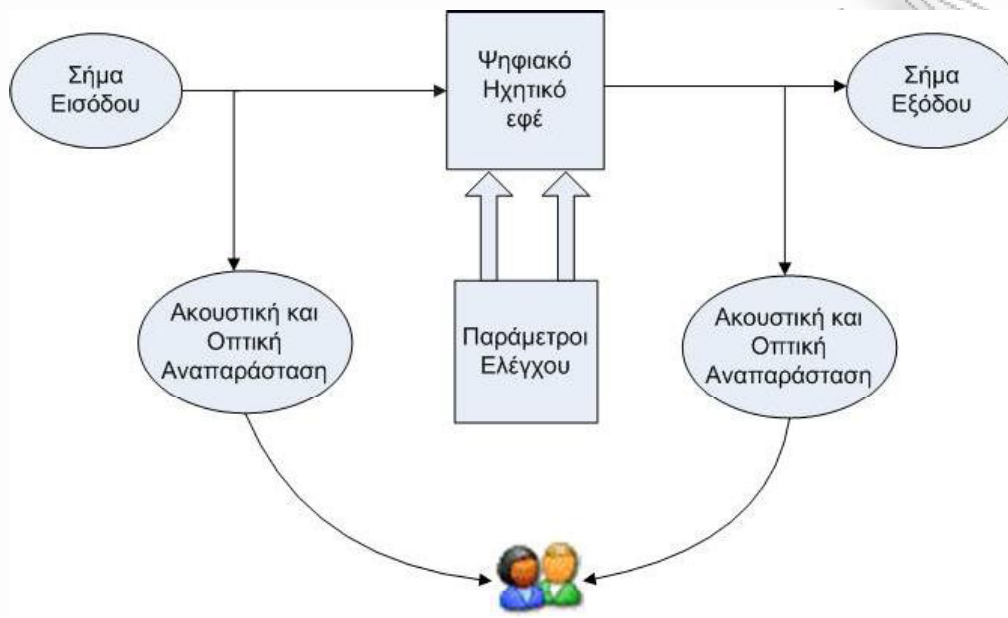 Σήμα
Εισόδου
Ψηφιακό
Ηχητικό
εφέ
Σήμα
Εξόδου
Ακουστική και
Οπτική
Αναπαράσταση
Παράμετροι
Ελέγχου
Ακουστική και
Οπτική
Αναπαράσταση